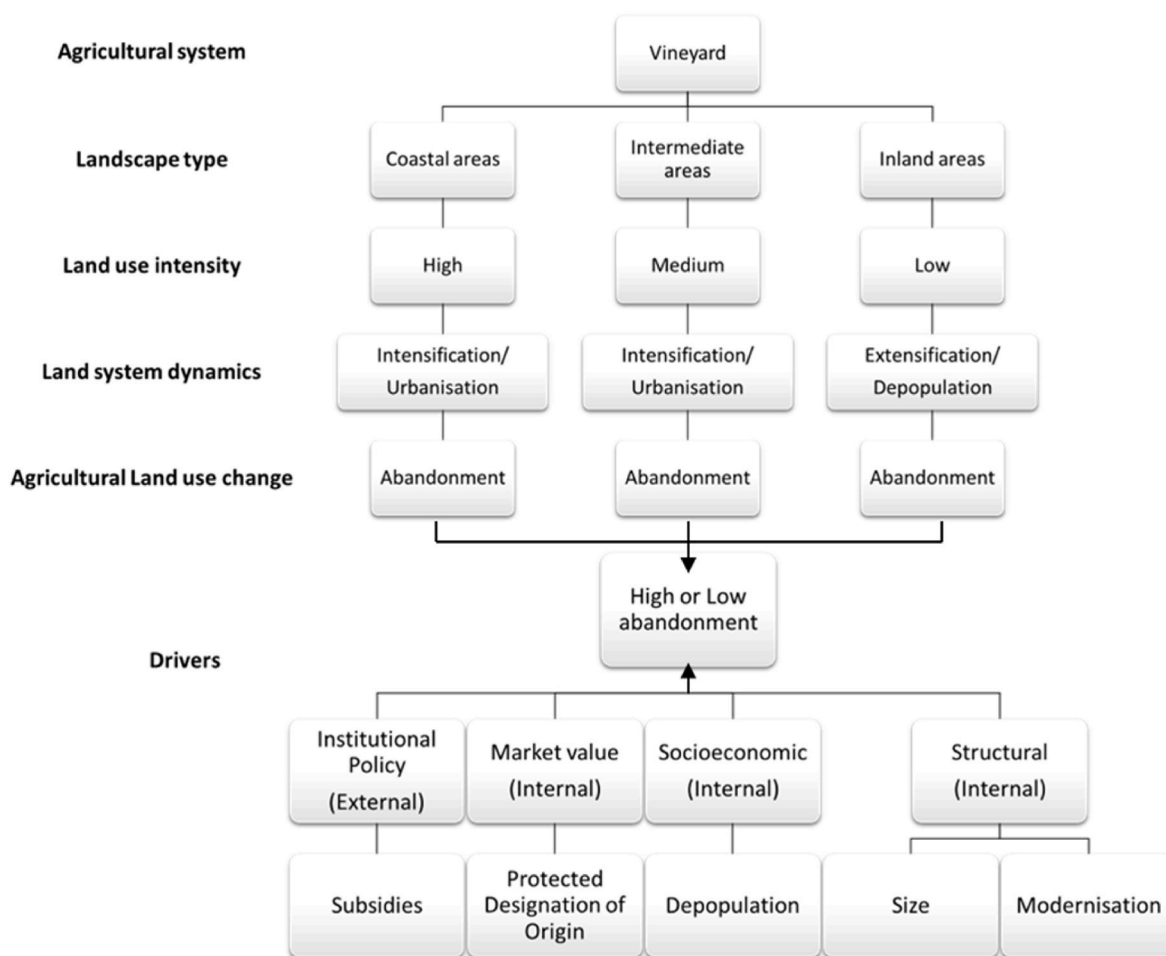 Agricultural system
Vineyard
Landscape type
Coastal areas
Intermediate
areas
Inland areas
Land use intensity
High
Medium
Low
Land system dynamics
Intensification/
Urbanisation
Intensification/
Urbanisation
Extensification/
Depopulation
Agricultural Land use change
Abandonment
Abandonment
Abandonment
High or Low
abandonment
Drivers
Institutional
Policy
(External)
Market value
(Internal)
Socioeconomic
(Internal)
Structural
(Internal)
Subsidies
Protected
Designation of
Origin
Depopulation
Size
Modernisation